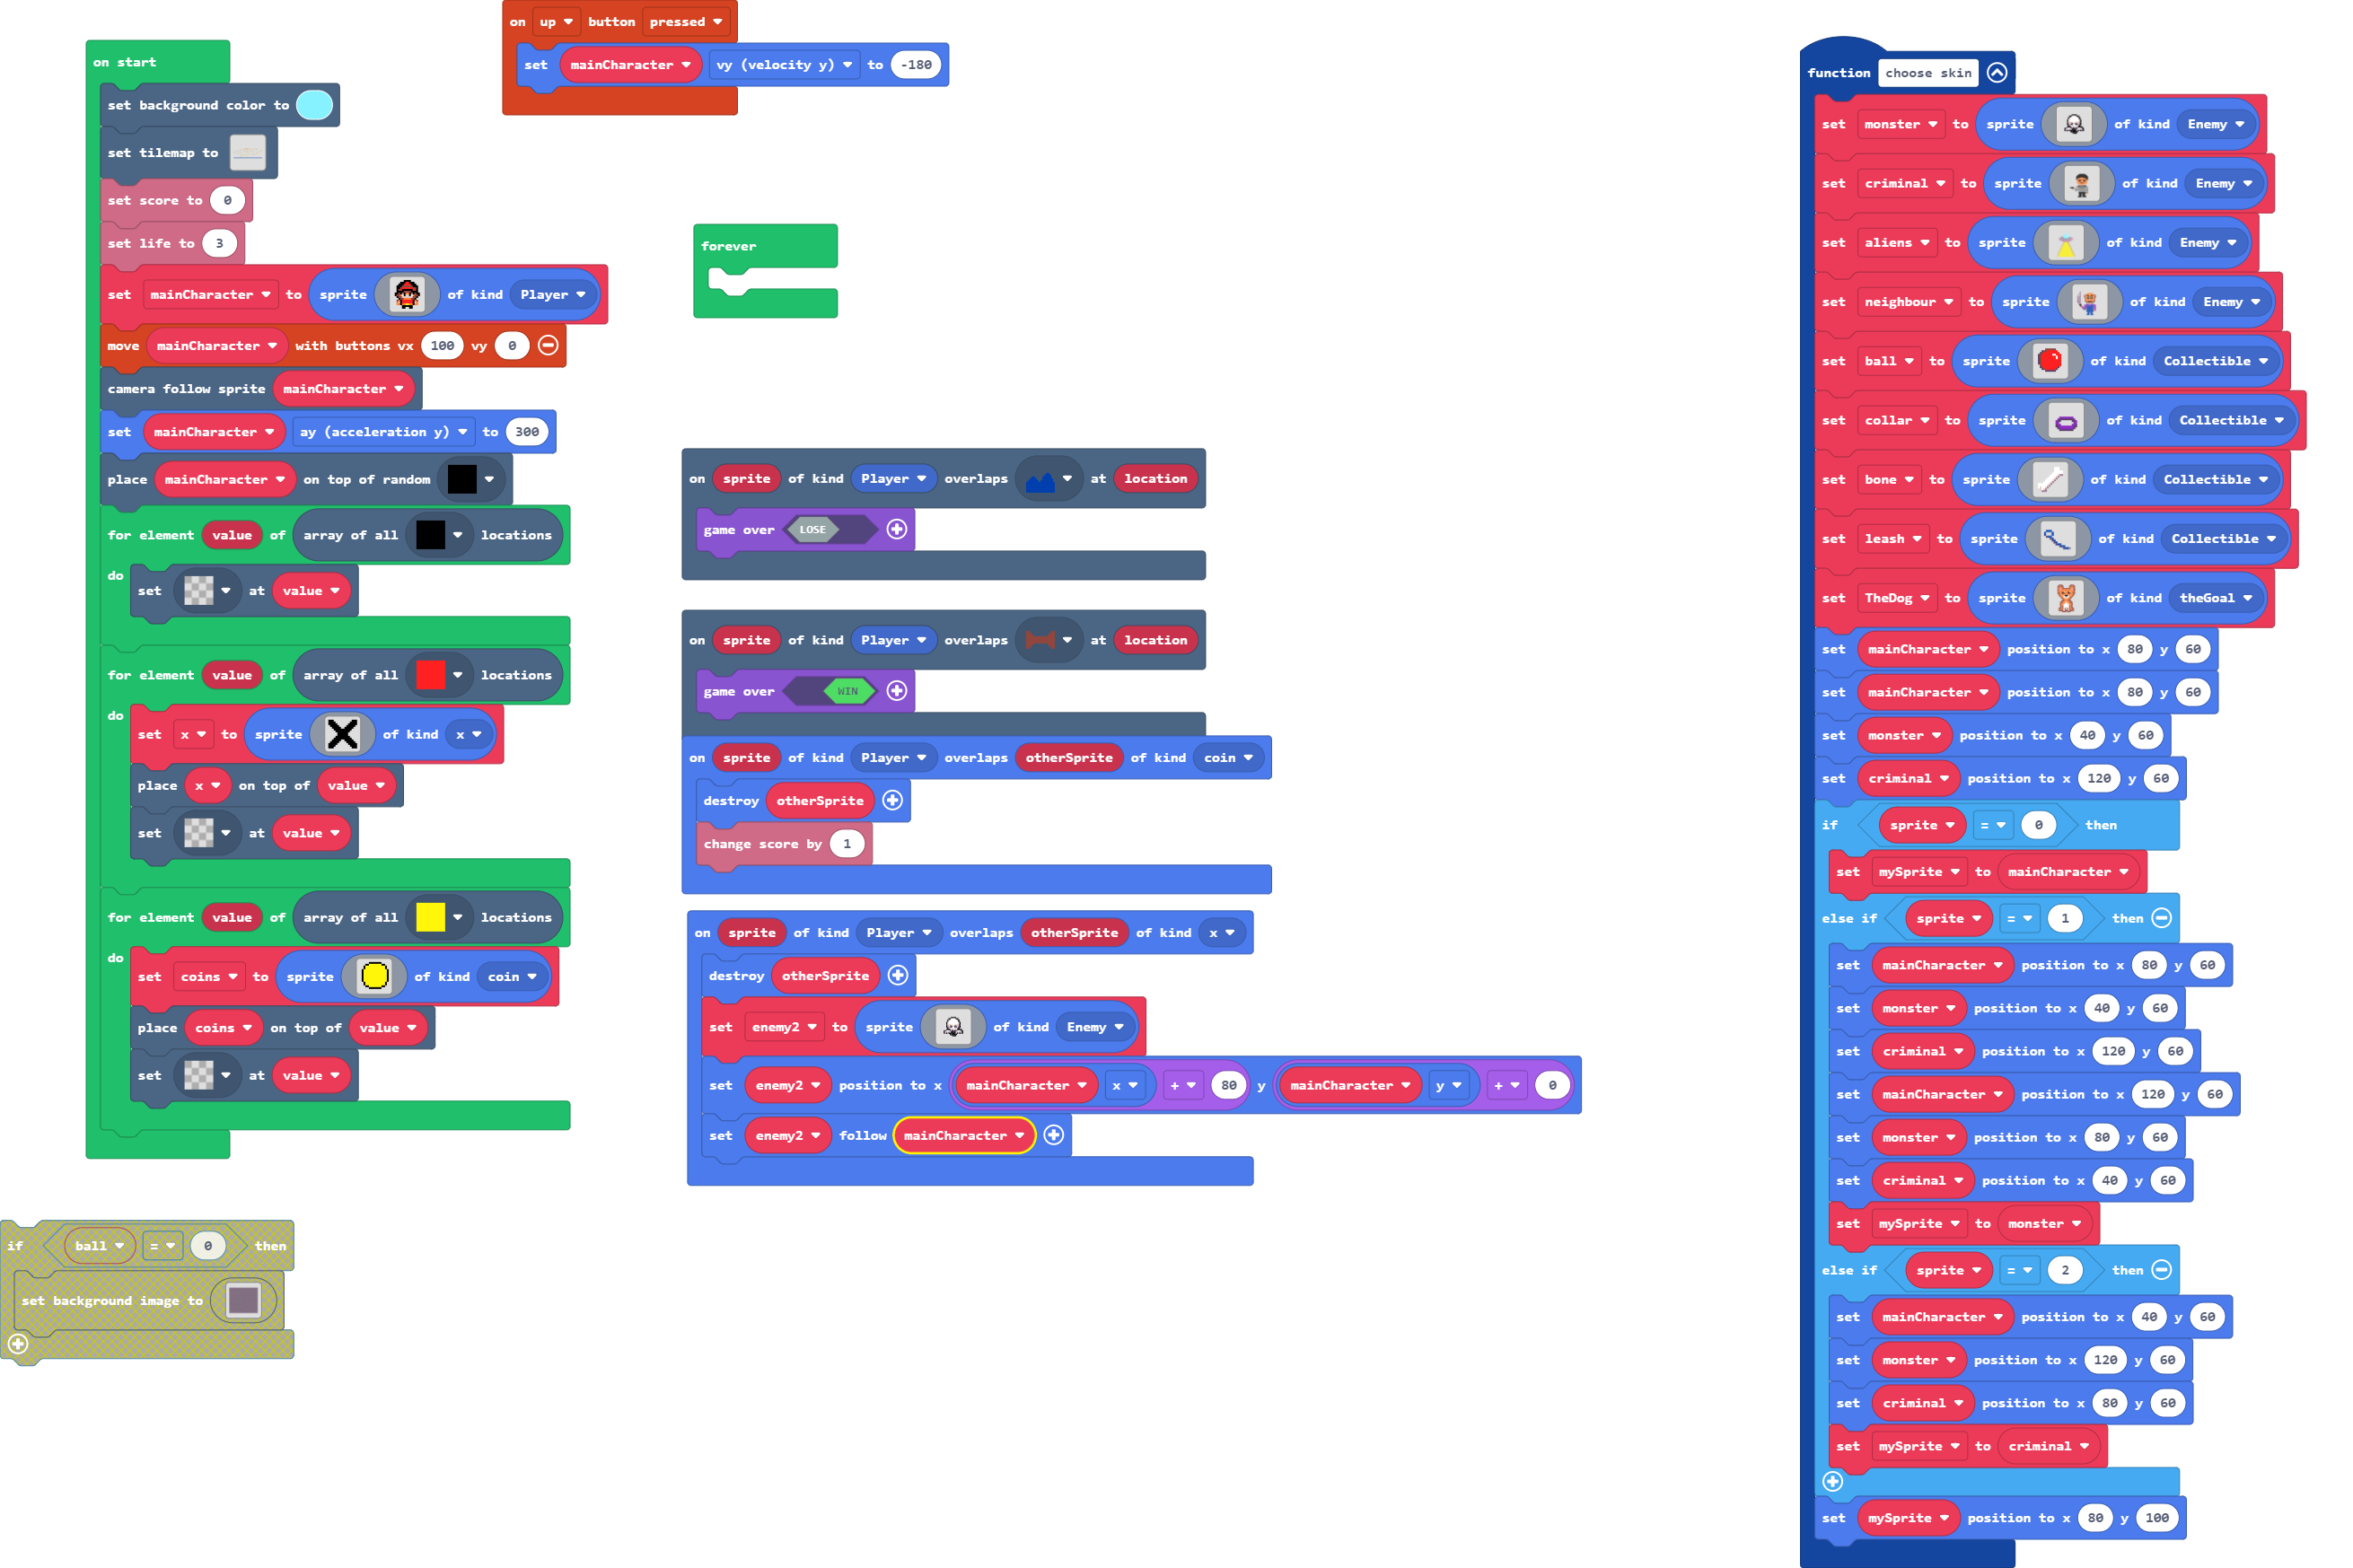 on start
set background color to
set tilemap to
set score to 0
set life to 3
set mainCharacter to sprite of kind Player
move mainCharacter with buttons vx 100 vy 0
camera follow sprite mainCharacter
set mainCharacter ay (acceleration y) to 300
place mainCharacter on top of random
for element value of array of all locations
do
set at value
for element value of array of all locations
do
set x to sprite of kind x
place x on top of value
set at value
for element value of array of all locations
do
set coins to sprite of kind coin
place coins on top of value
set at value
if ball = 0 then
set background image to
on up button pressed
set mainCharacter vy (velocity y) to -180
forever
on sprite of kind Player overlaps at location
game over LOSE
on sprite of kind Player overlaps at location
game over WIN
on sprite of kind Player overlaps otherSprite of kind coin
destroy otherSprite
change score by 1
on sprite of kind Player overlaps otherSprite of kind x
destroy otherSprite
set enemy2 to sprite of kind Enemy
set enemy2 position to x mainCharacter x + 80 y mainCharacter y + 0
set enemy2 follow mainCharacter
function choose skin
set monster to sprite of kind Enemy
set criminal to sprite of kind Enemy
set aliens to sprite of kind Enemy
set neighbour to sprite of kind Enemy
set ball to sprite of kind Collectible
set collar to sprite of kind Collectible
set bone to sprite of kind Collectible
set leash to sprite of kind Collectible
set TheDog to sprite of kind theGoal
set mainCharacter position to x 80 y 60
set mainCharacter position to x 80 y 60
set monster position to x 40 y 60
set criminal position to x 120 y 60
if sprite = 0 then
set mySprite to mainCharacter
else if sprite = 1 then
set mainCharacter position to x 80 y 60
set monster position to x 40 y 60
set criminal position to x 120 y 60
set mainCharacter position to x 120 y 60
set monster position to x 80 y 60
set criminal position to x 40 y 60
set mySprite to monster
else if sprite = 2 then
set mainCharacter position to x 40 y 60
set monster position to x 120 y 60
set criminal position to x 80 y 60
set mySprite to criminal
set mySprite position to x 80 y 100